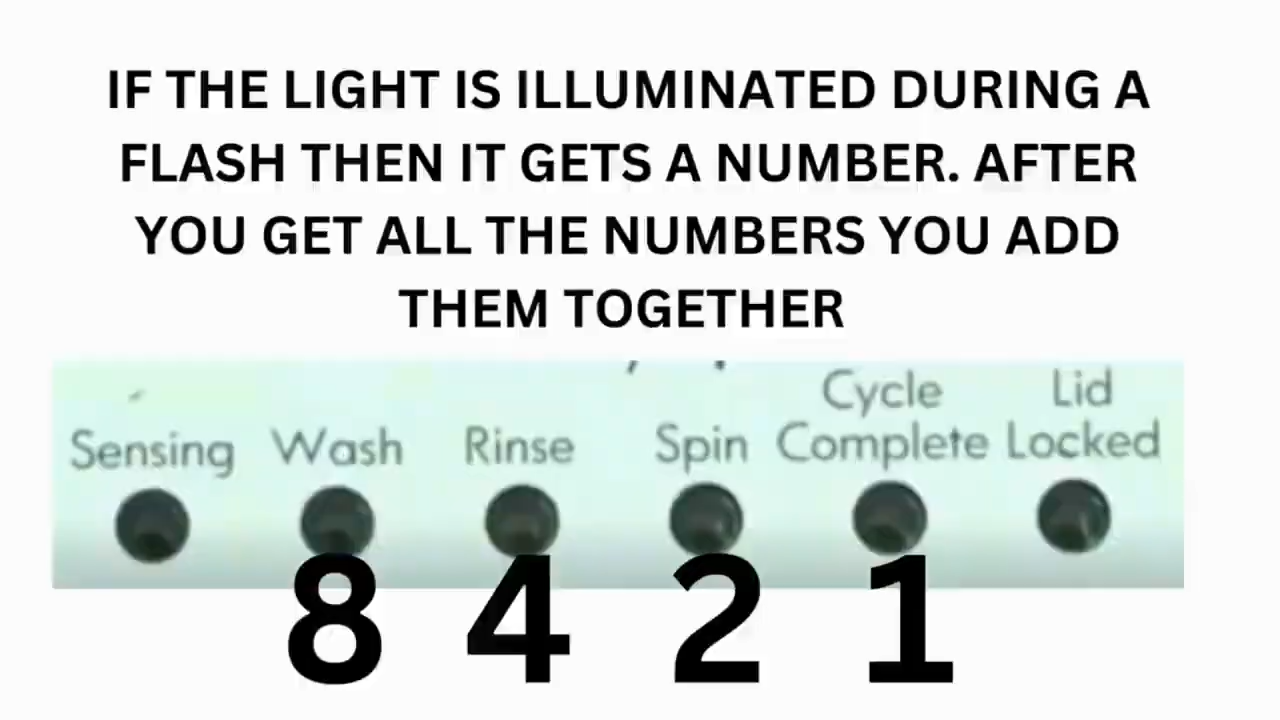 IF THE LIGHT IS ILLUMINATED DURING A
FLASH THEN IT GETS A NUMBER. AFTER
YOU GET ALL THE NUMBERS YOU ADD
THEM TOGETHER
Cycle Lid
Sensing Wash Rinse Spin Complete Locked
8 4 2 1